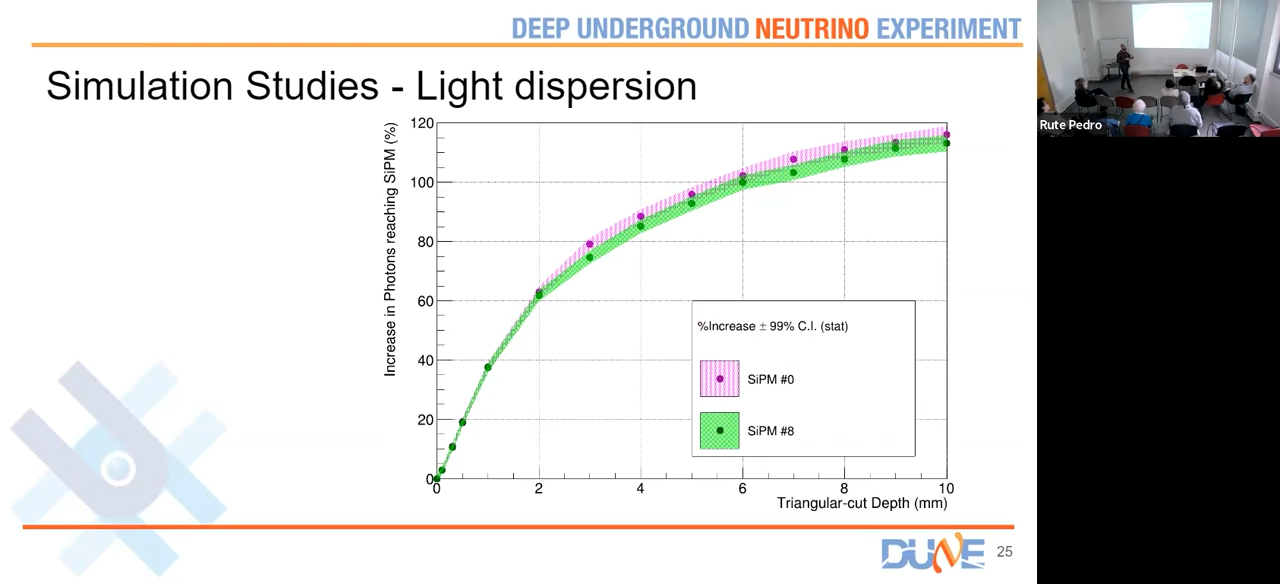 DEEP UNDERGROUND NEUTRINO EXPERIMENT
Simulation Studies - Light dispersion
Increase in Photons reaching SiPM (%)
120
100
80
60
40
20
0
0 2 4 6 8 10
Triangular-cut Depth (mm)
%Increase ± 99% C.I. (stat)
SiPM #0
SiPM #8
DUNE
25
Rute Pedro